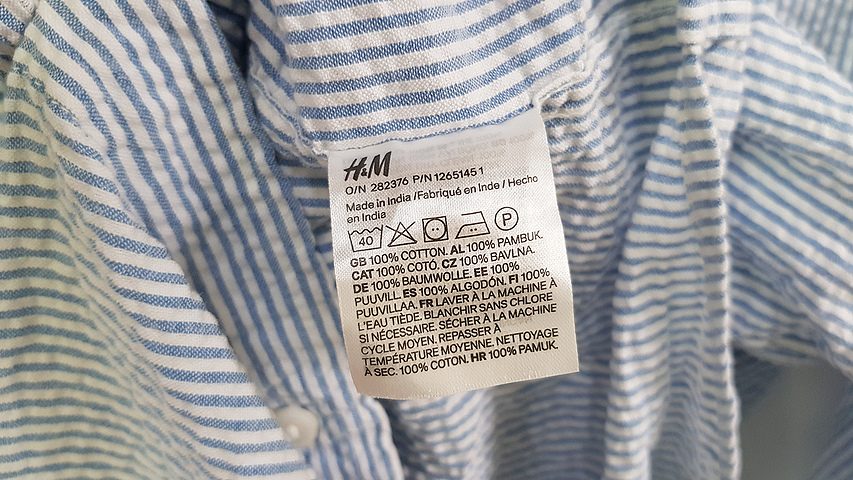 H&M
O/N 282376 P/N 1265145 1
Made in India / Fabriqué en Inde / Hecho
en India
40 P
GB 100% COTTON. AL 100% PAMBUK.
CAT 100% COTÓ. CZ 100% BAVLNA.
DE 100% BAUMWOLLE. EE 100%
PUUVILL. ES 100% ALGODÓN. FI 100%
PUUVILLAA. FR LAVER À LA MACHINE À
L'EAU TIÈDE. BLANCHIR SANS CHLORE
SI NÉCESSAIRE. SÉCHER À LA MACHINE
CYCLE MOYEN. REPASSER À
TEMPÉRATURE MOYENNE. NETTOYAGE
À SEC. 100% COTON. HR 100% PAMUK.